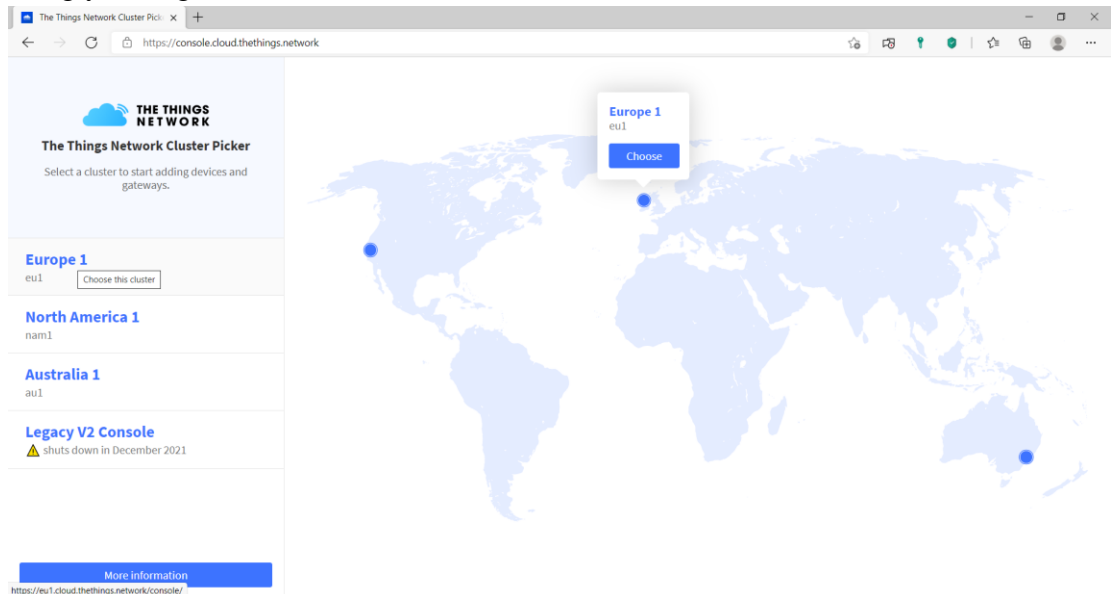 The Things Network Cluster Pick
https://console.cloud.thethings.network
THE THINGS
NETWORK
The Things Network Cluster Picker
Select a cluster to start adding devices and
gateways.
Europe 1
eu1
Choose this cluster
North America 1
nam1
Australia 1
au1
Legacy V2 Console
shuts down in December 2021
More information
https://eu1.cloud.thethings.network/console/
Europe 1
eu1
Choose